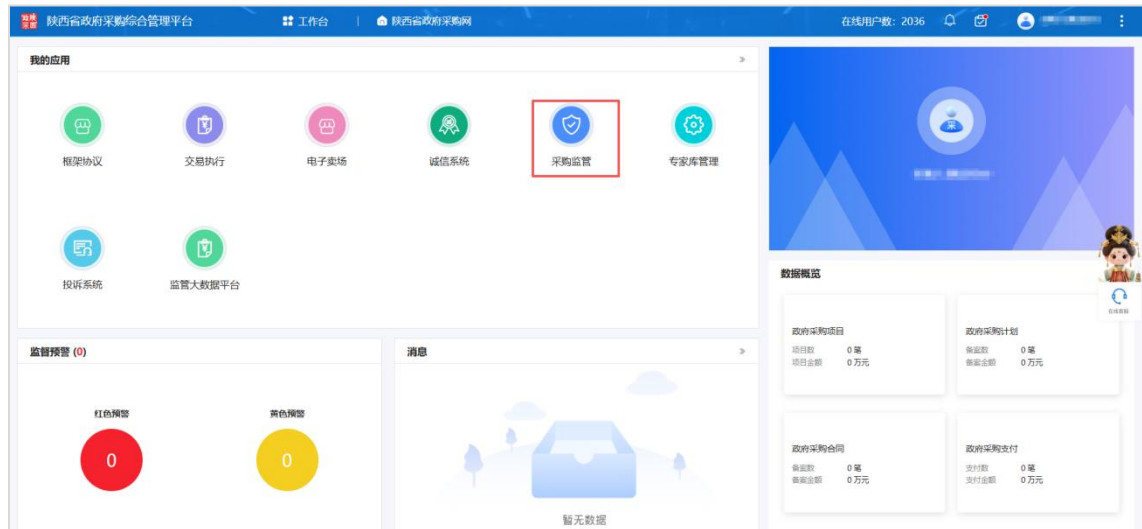 陕西省政府采购综合管理平台 工作台 | 陕西省政府采购网 在线用户数: 2036
我的应用
框架协议 交易执行 电子卖场 诚信系统 采购监管 专家库管理
投诉系统 监管大数据平台
采
在线客服
监督预警 (0)
红色预警 黄色预警
0 0
消息
暂无数据
数据概览
政府采购项目
项目数 0 笔
项目金额 0 万元
政府采购计划
备案数 0 笔
备案金额 0 万元
政府采购合同
备案数 0 笔
备案金额 0 万元
政府采购支付
支付数 0 笔
支付金额 0 万元